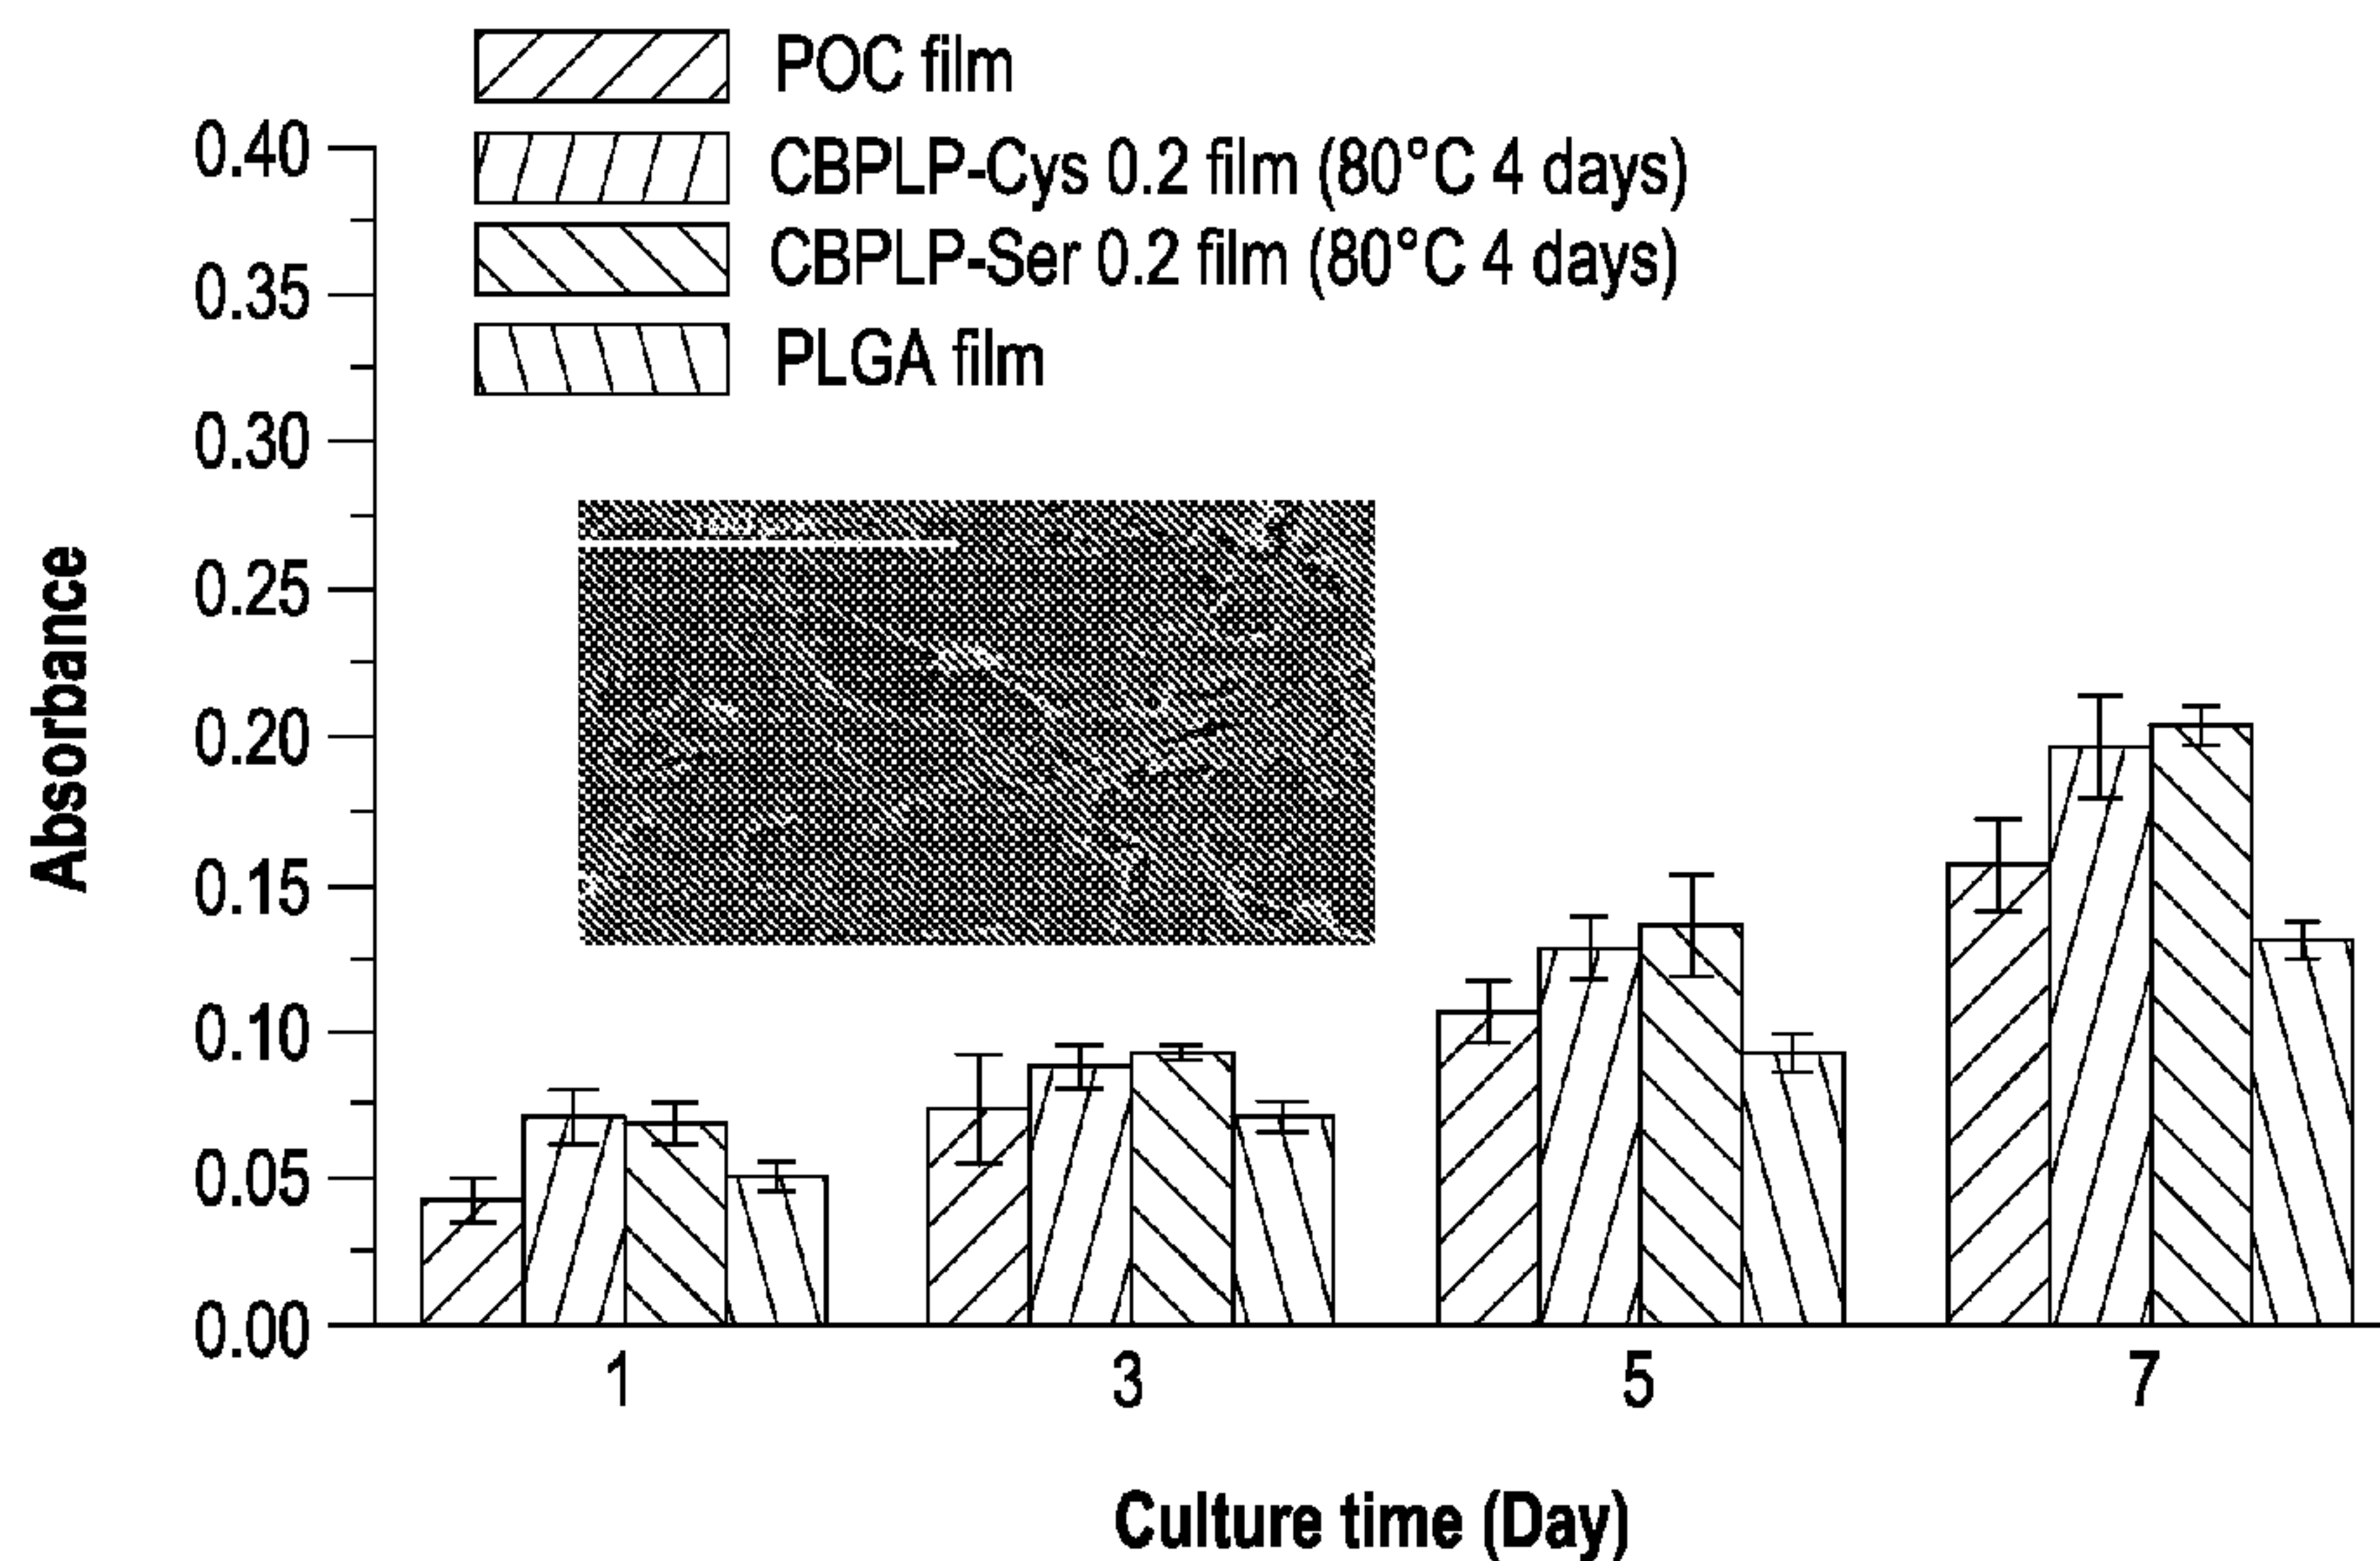 POC film
CBPLP-Cys 0.2 film (80°C 4 days)
CBPLP-Ser 0.2 film (80°C 4 days)
PLGA film
0.40
0.35
0.30
0.25
0.20
0.15
0.10
0.05
0.00
Absorbance
1 3 5 7
Culture time (Day)